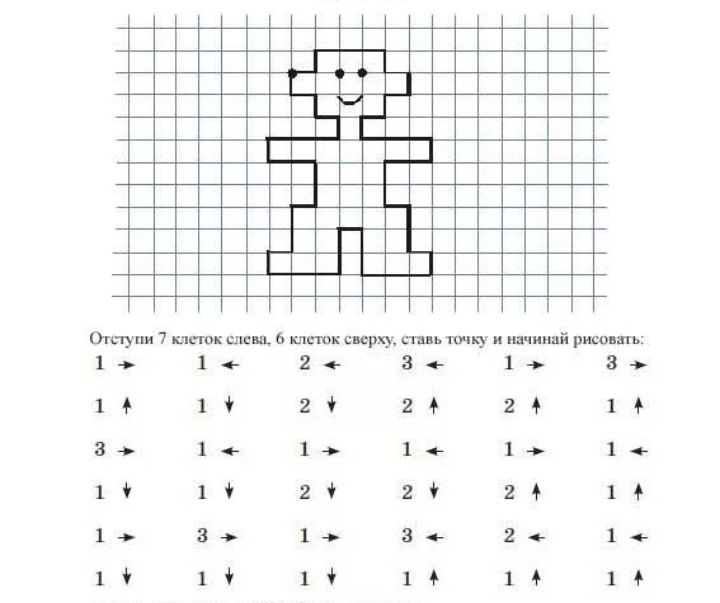 Отступи 7 клеток слева, 6 клеток сверху, ставь точку и начинай рисовать:
1 → 1 ← 2 ← 3 ← 1 → 3 →
1 ↑ 1 ↓ 2 ↓ 2 ↑ 2 ↑ 1 ↑
3 → 1 ← 1 → 1 ← 1 → 1 ←
1 ↓ 1 ↓ 2 ↓ 2 ↓ 2 ↑ 1 ↑
1 → 3 → 1 → 3 ← 2 ← 1 ←
1 ↓ 1 ↓ 1 ↓ 1 ↑ 1 ↑ 1 ↑